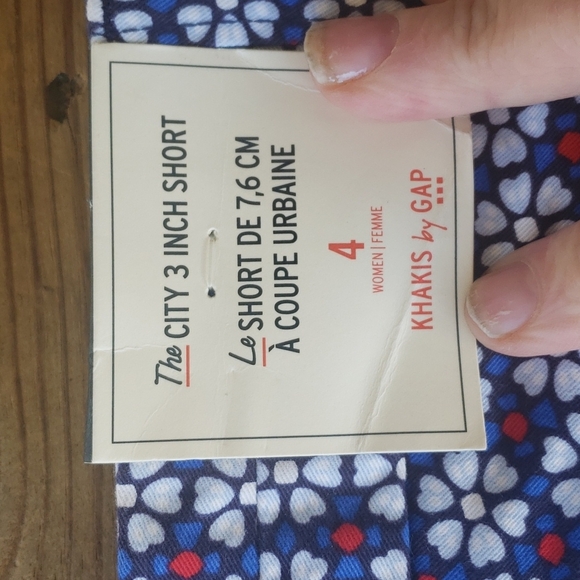 The CITY 3 INCH SHORT
Le SHORT DE 7,6 CM
À COUPE URBAINE
4
WOMEN | FEMME
KHAKIS by GAP